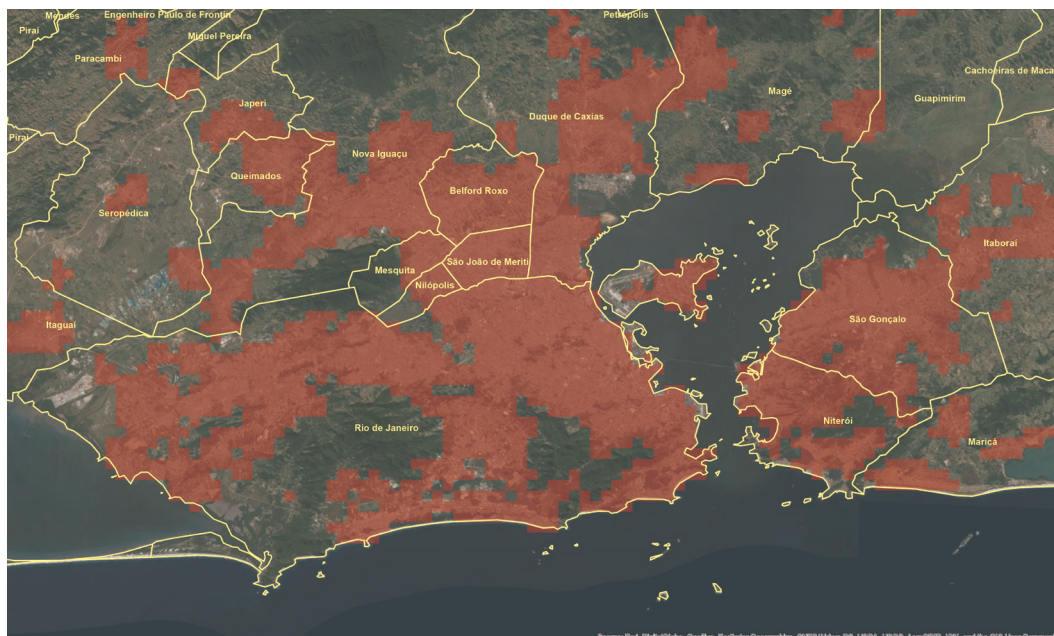 Mendes
Engenheiro Paulo de Frontin
Petrópolis
Piraí
Miguel Pereira
Paracambi
Cachoeiras de Maca
Magé
Guapimirim
Japeri
Duque de Caxias
Piraí
Nova Iguaçu
Queimados
Belford Roxo
Seropédica
Itaboraí
São João de Meriti
Mesquita
Nilópolis
São Gonçalo
Itaguaí
Rio de Janeiro
Niterói
Maricá